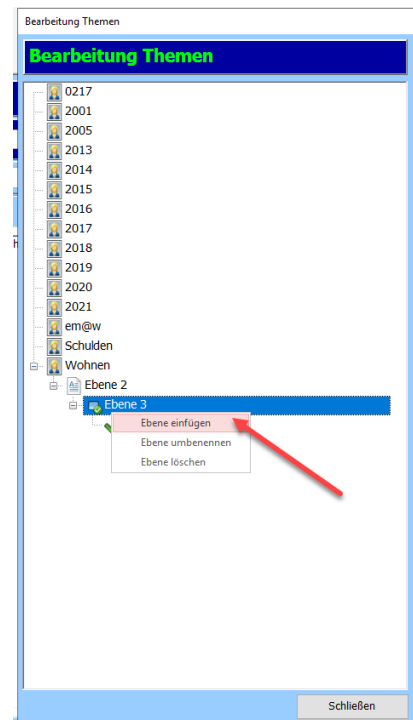 Bearbeitung Themen
Bearbeitung Themen
0217
2001
2005
2013
2014
2015
2016
2017
2018
2019
2020
2021
em@w
Schulden
Wohnen
Ebene 2
Ebene 3
Ebene einfügen
Ebene umbenennen
Ebene löschen
Schließen